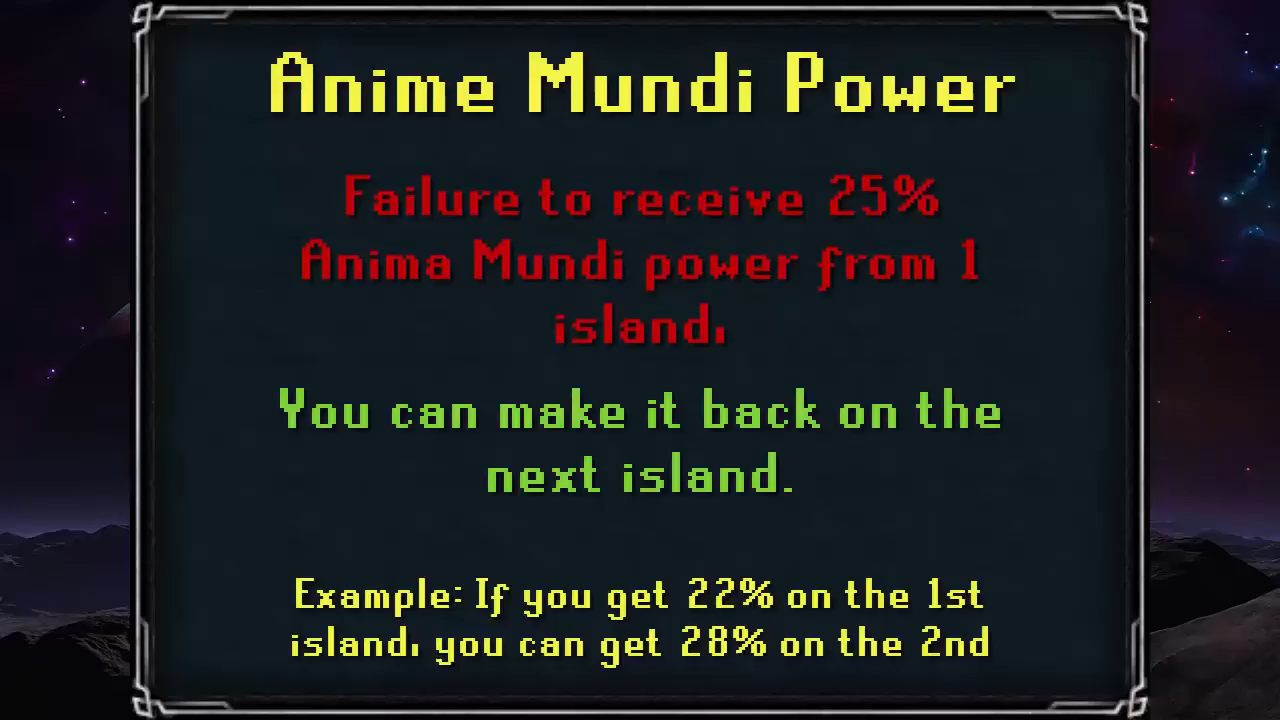 Anime Mundi Power
Failure to receive 25%
Anima Mundi power from 1
island,
You can make it back on the
next island.
Example: If you get 22% on the 1st
island, you can get 28% on the 2nd